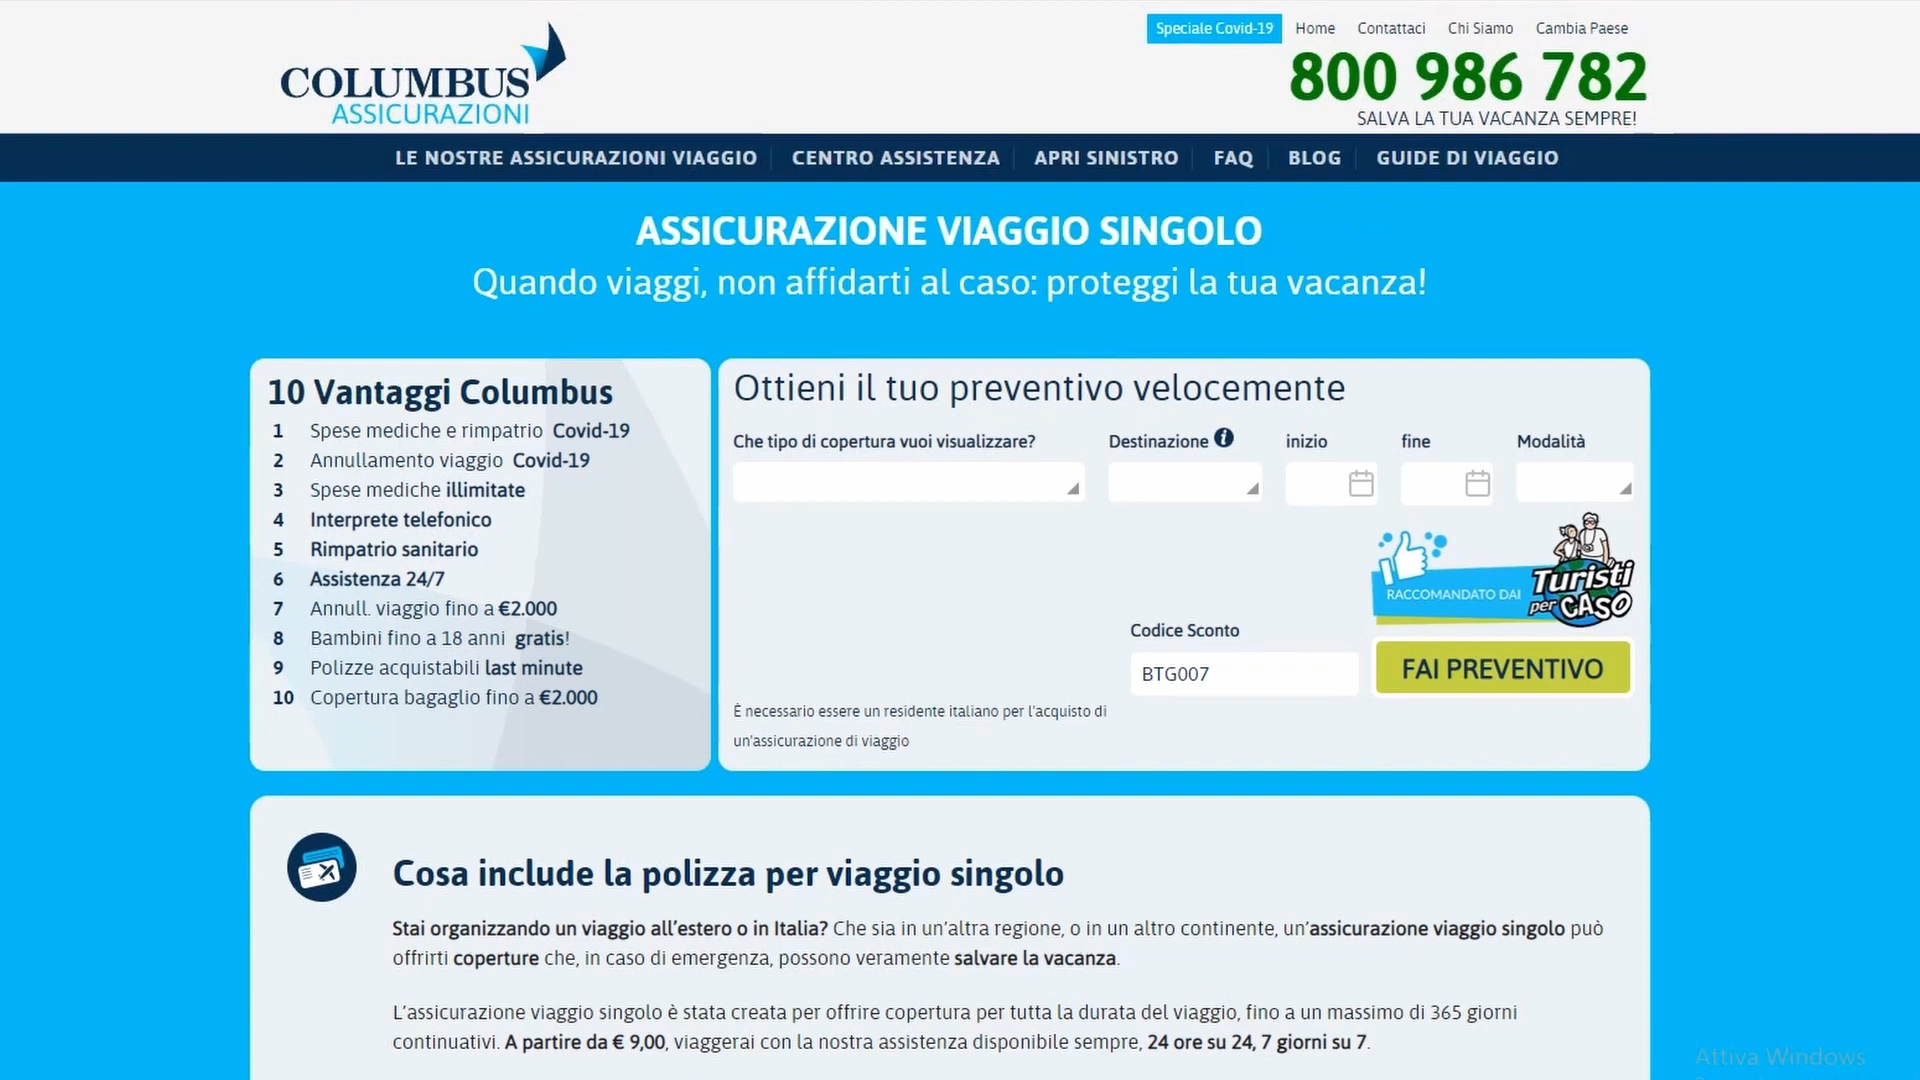 Speciale Covid-19 Home Contattaci Chi Siamo Cambia Paese
COLUMBUS
ASSICURAZIONI
800 986 782
SALVA LA TUA VACANZA SEMPRE!
LE NOSTRE ASSICURAZIONI VIAGGIO CENTRO ASSISTENZA APRI SINISTRO FAQ BLOG GUIDE DI VIAGGIO
ASSICURAZIONE VIAGGIO SINGOLO
Quando viaggi, non affidarti al caso: proteggi la tua vacanza!
10 Vantaggi Columbus
1 Spese mediche e rimpatrio Covid-19
2 Annullamento viaggio Covid-19
3 Spese mediche illimitate
4 Interprete telefonico
5 Rimpatrio sanitario
6 Assistenza 24/7
7 Annull. viaggio fino a €2.000
8 Bambini fino a 18 anni gratis!
9 Polizze acquistabili last minute
10 Copertura bagaglio fino a €2.000
Ottieni il tuo preventivo velocemente
Che tipo di copertura vuoi visualizzare? Destinazione i inizio fine Modalità
RACCOMANDATO DAI
Turisti
per CASO
Codice Sconto
BTG007
FAI PREVENTIVO
È necessario essere un residente italiano per l'acquisto di
un'assicurazione di viaggio
Cosa include la polizza per viaggio singolo
Stai organizzando un viaggio all’estero o in Italia? Che sia in un’altra regione, o in un altro continente, un’assicurazione viaggio singolo può
offrirti coperture che, in caso di emergenza, possono veramente salvare la vacanza.
L’assicurazione viaggio singolo è stata creata per offrire copertura per tutta la durata del viaggio, fino a un massimo di 365 giorni
continuativi. A partire da € 9,00, viaggerai con la nostra assistenza disponibile sempre, 24 ore su 24, 7 giorni su 7.
Attiva Windows